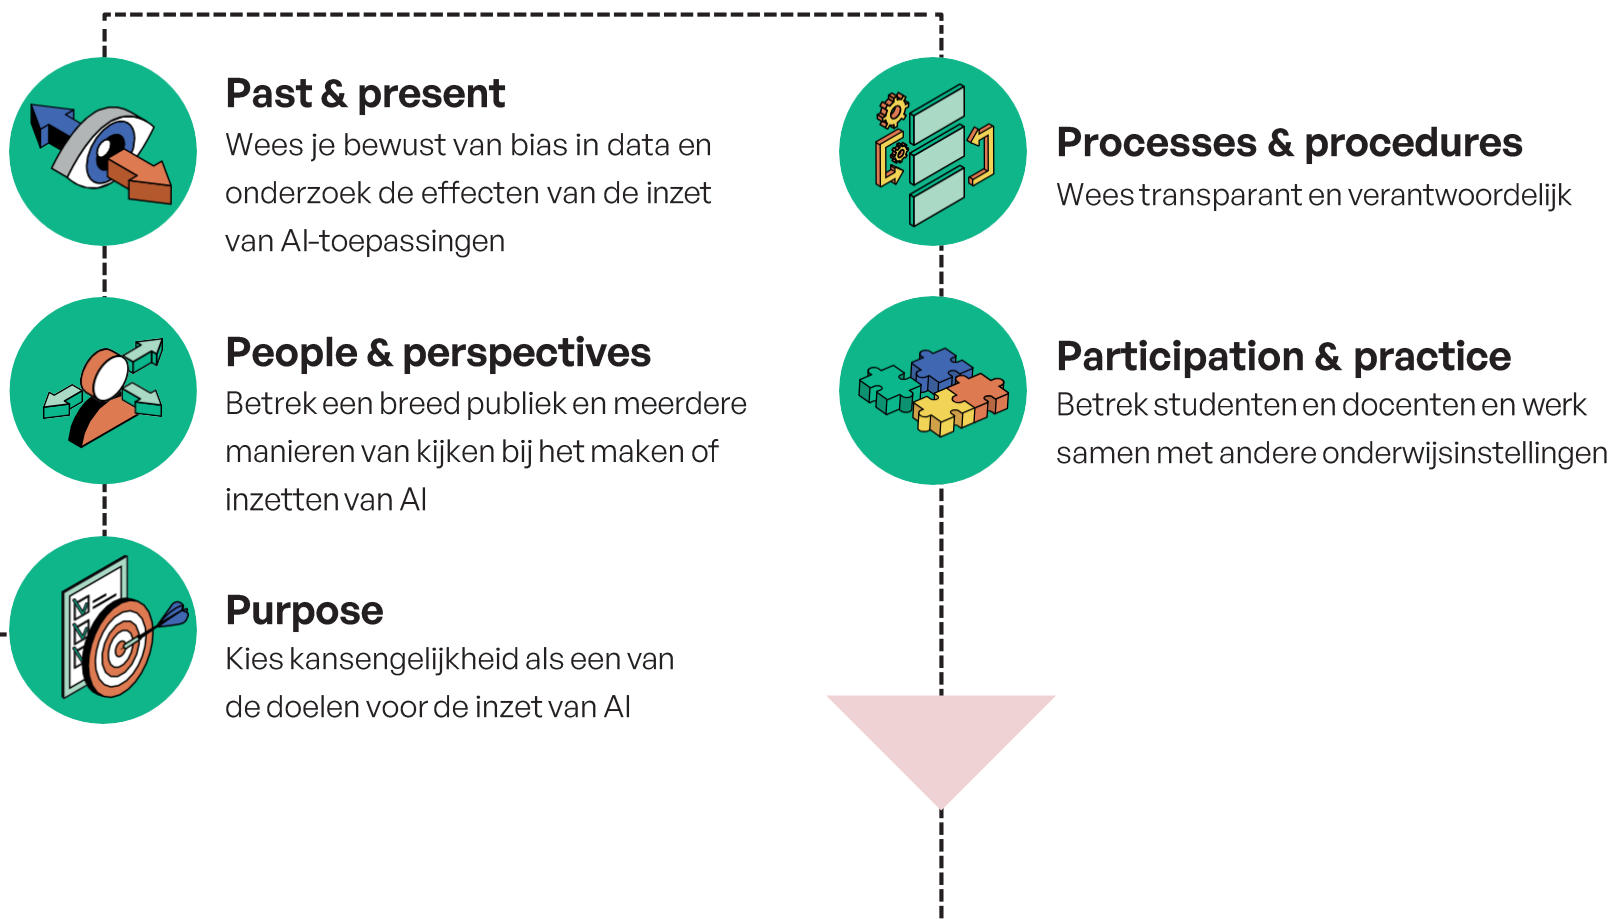 Past & present
Wees je bewust van bias in data en
onderzoek de effecten van de inzet
van AI-toepassingen
People & perspectives
Betrek een breed publiek en meerdere
manieren van kijken bij het maken of
inzetten van AI
Purpose
Kies kansengelijkheid als een van
de doelen voor de inzet van AI
Processes & procedures
Wees transparant en verantwoordelijk
Participation & practice
Betrek studenten en docenten en werk
samen met andere onderwijsinstellingen